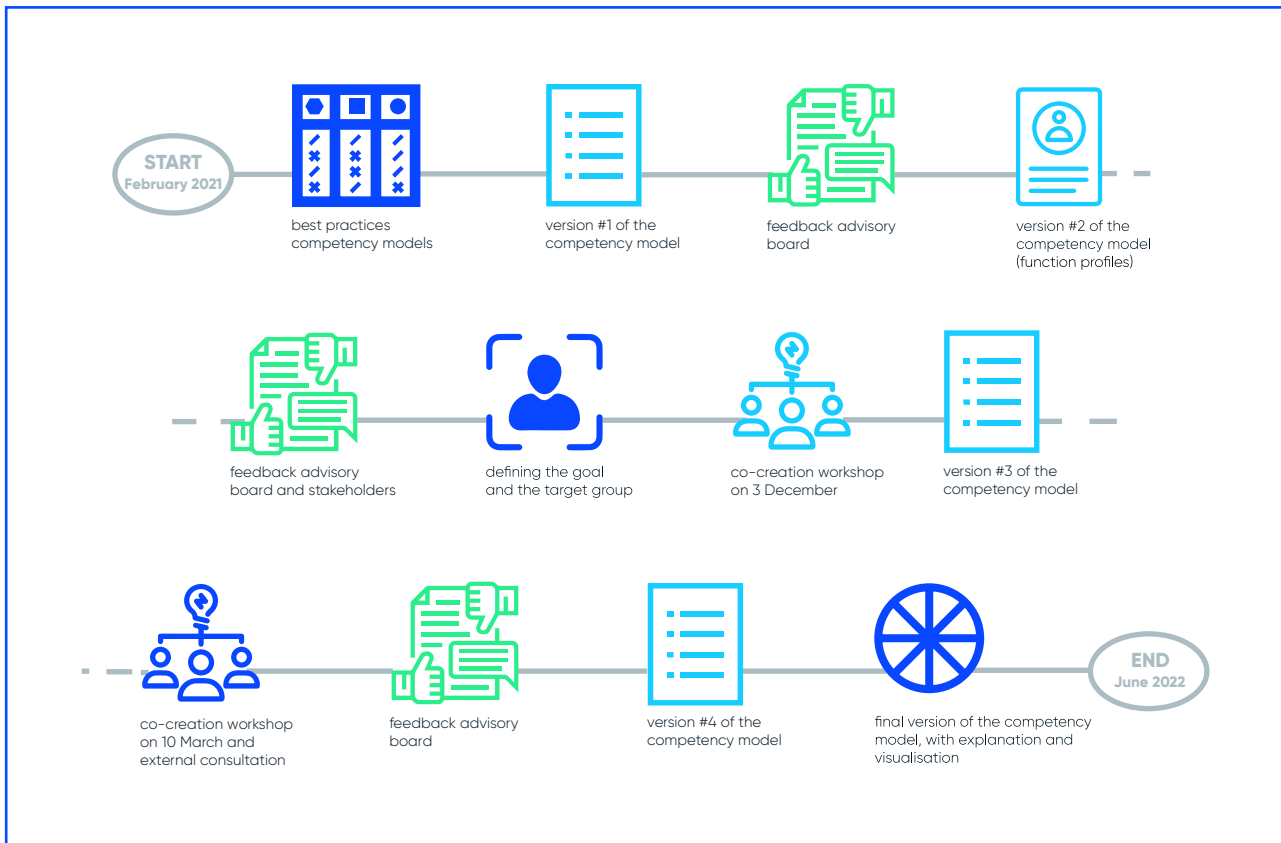 START
February 2021
best practices
competency models
version #1 of the
competency model
feedback advisory
board
version #2 of the
competency model
(function profiles)
feedback advisory
board and stakeholders
defining the goal
and the target group
co-creation workshop
on 3 December
version #3 of the
competency model
co-creation workshop
on 10 March and
external consultation
feedback advisory
board
version #4 of the
competency model
final version of the competency
model, with explanation and
visualisation
END
June 2022